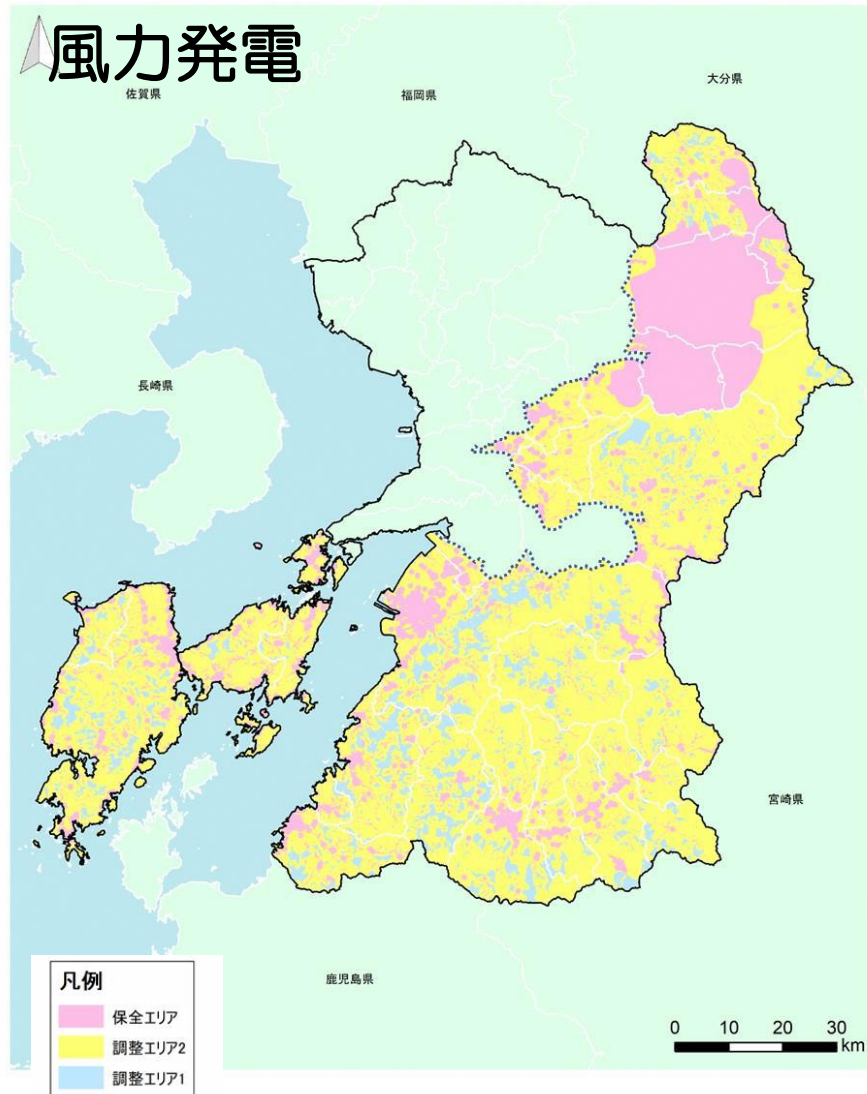 風力発電
佐賀県
福岡県
大分県
長崎県
宮崎県
鹿児島県
凡例
保全エリア
調整エリア2
調整エリア1
0 10 20 30
km